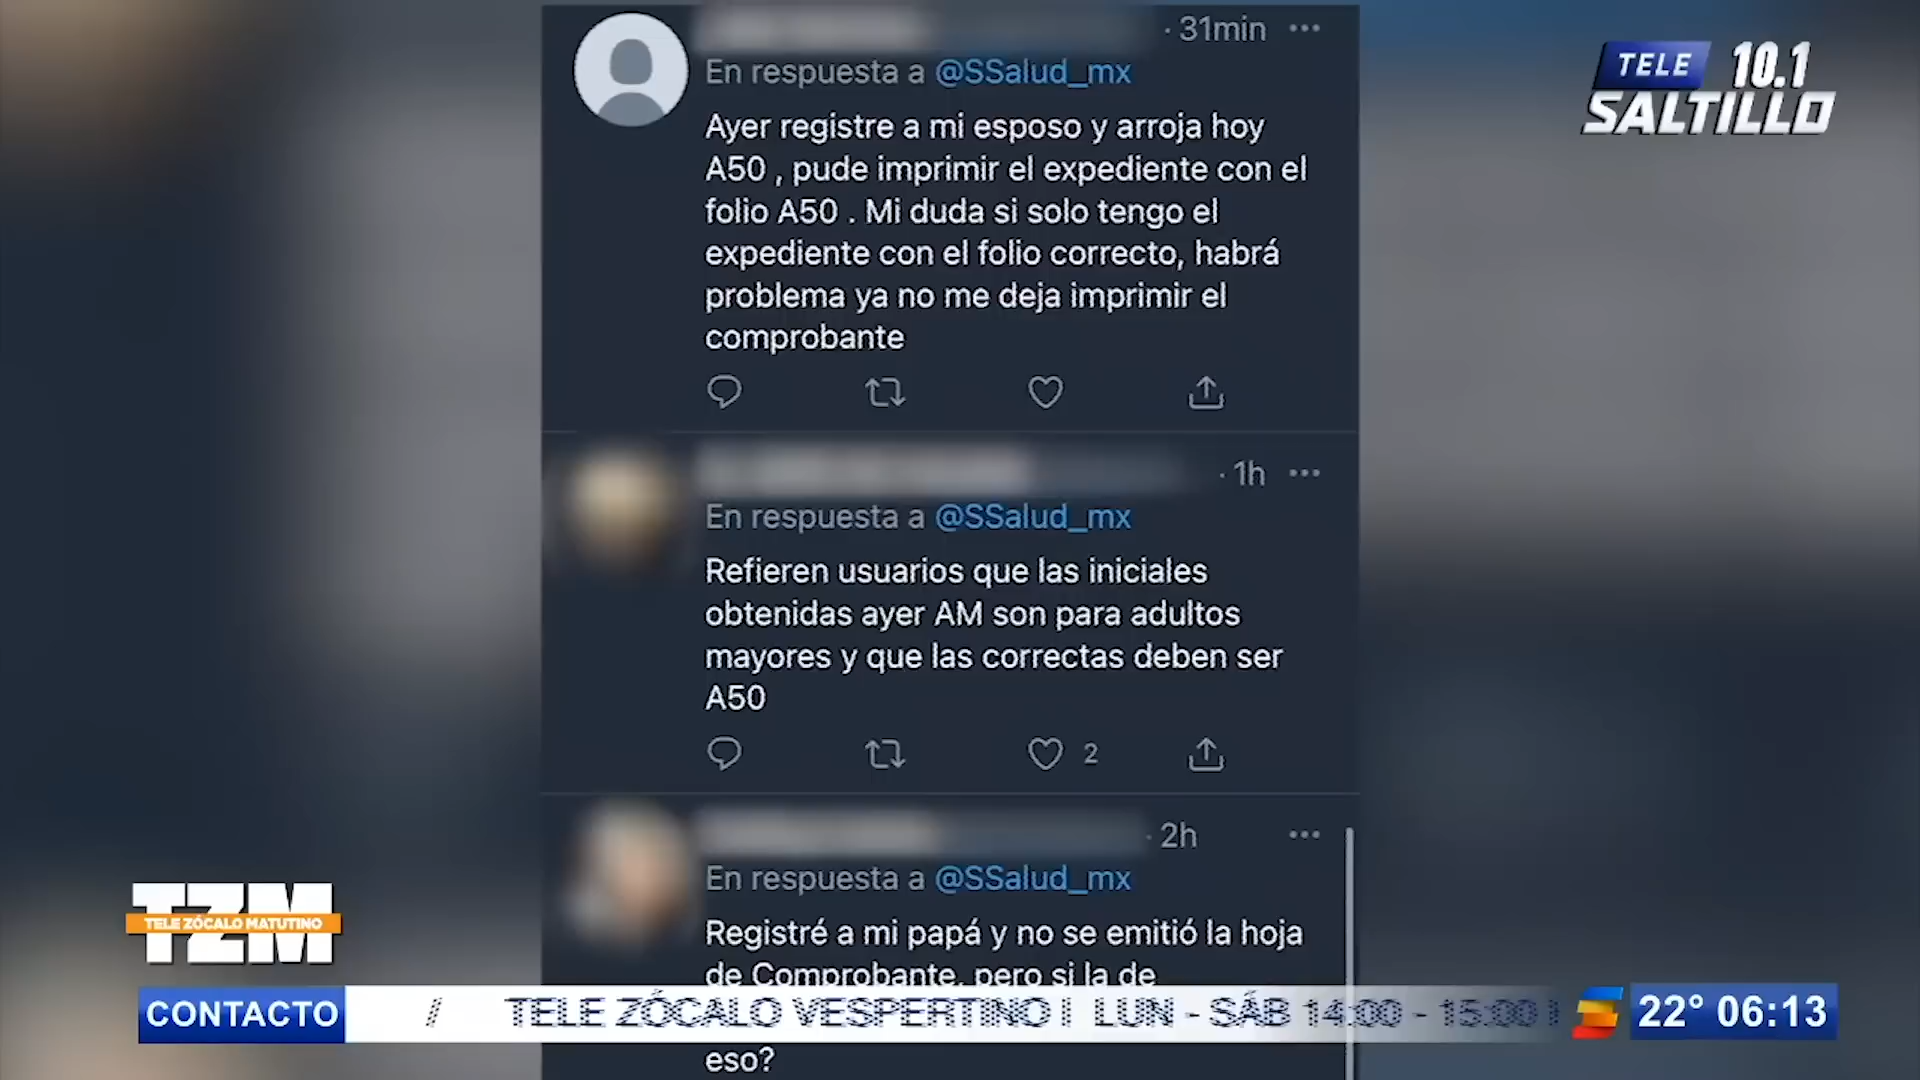 · 31min ···
En respuesta a @SSalud_mx
Ayer registre a mi esposo y arroja hoy
A50 , pude imprimir el expediente con el
folio A50 . Mi duda si solo tengo el
expediente con el folio correcto, habrá
problema ya no me deja imprimir el
comprobante
· 1h ···
En respuesta a @SSalud_mx
Refieren usuarios que las iniciales
obtenidas ayer AM son para adultos
mayores y que las correctas deben ser
A50
2
· 2h ···
En respuesta a @SSalud_mx
Registré a mi papá y no se emitió la hoja
de Comprobante, pero si la de
eso?
TELE 10.1
SALTILLO
TZM
TELE ZÓCALO MATUTINO
CONTACTO / TELE ZÓCALO VESPERTINO | LUN - SÁB 14:00 - 15:00
22° 06:13